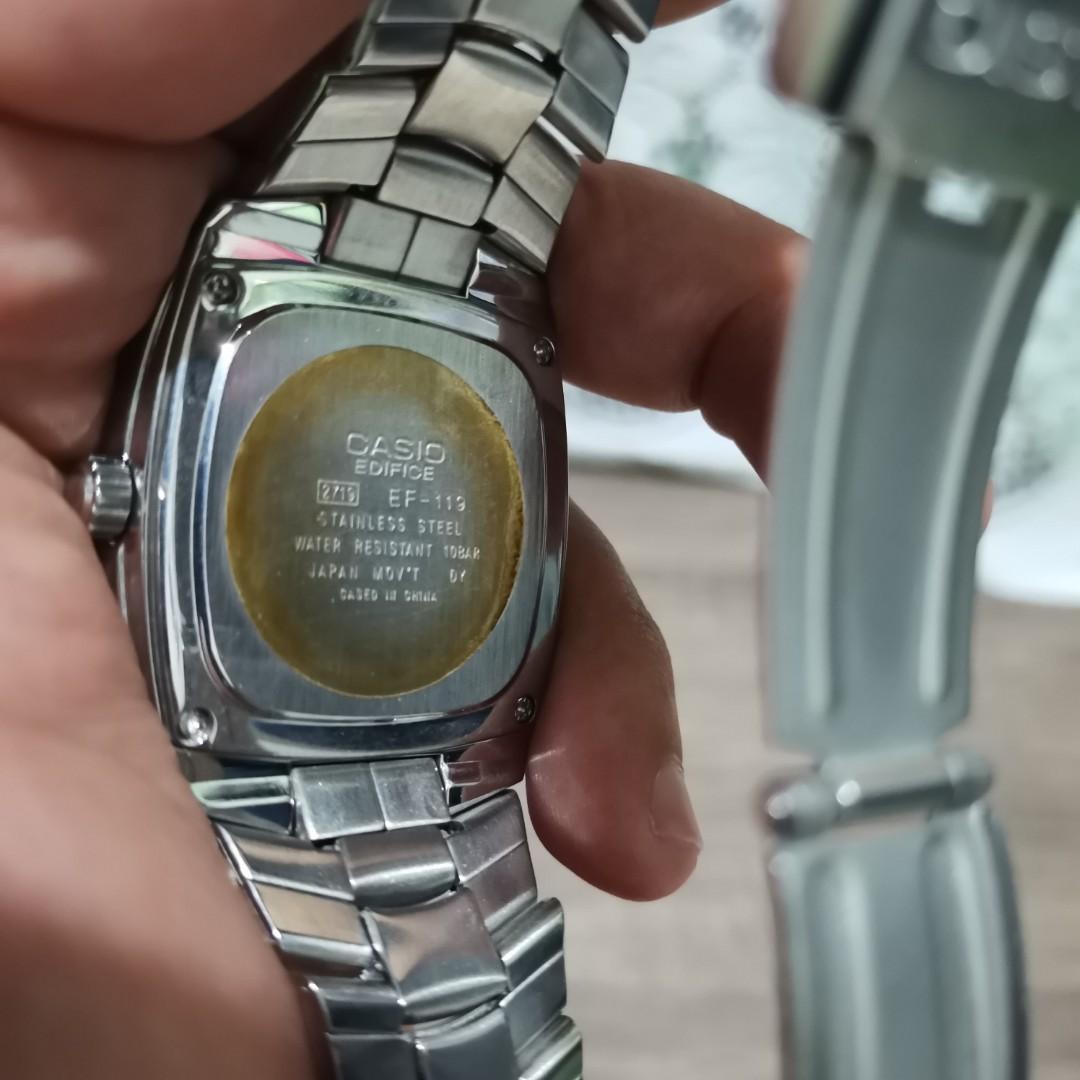 CASIO
EDIFICE
2719 EF-119
STAINLESS STEEL
WATER RESISTANT 10BAR
JAPAN MOV'T DY
CASED IN CHINA